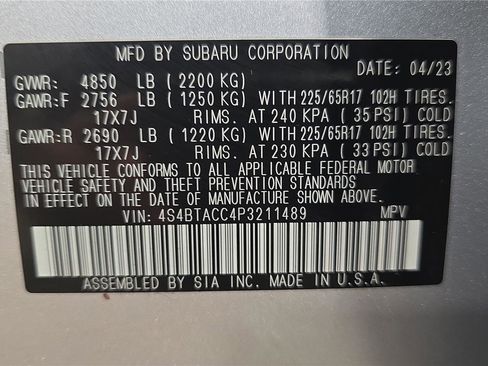 MFD BY SUBARU CORPORATION
DATE: 04/23
GVWR: 4850 LB (2200 KG)
GAWR:F 2756 LB (1250 KG) WITH 225/65R17 102H TIRES.
17X7J RIMS. AT 240 KPA (35 PSI) COLD
GAWR:R 2690 LB (1220 KG) WITH 225/65R17 102H TIRES.
17X7J RIMS. AT 230 KPA (33 PSI) COLD
THIS VEHICLE CONFORMS TO ALL APPLICABLE FEDERAL MOTOR
VEHICLE SAFETY AND THEFT PREVENTION STANDARDS
IN EFFECT ON THE DATE OF MANUFACTURE SHOWN ABOVE.
VIN: 4S4BTACC4P3211489 MPV
ASSEMBLED BY SIA INC. MADE IN U.S.A.